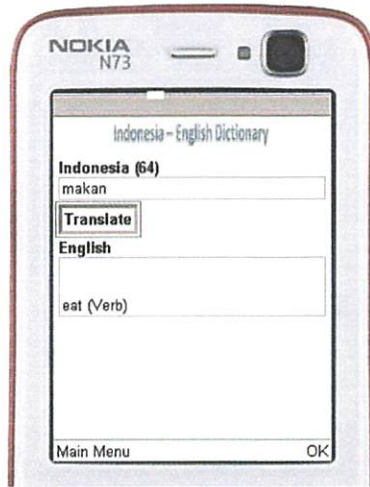 NOKIA
N73
Indonesia – English Dictionary
Indonesia (64)
makan
Translate
English
eat (Verb)
Main Menu OK